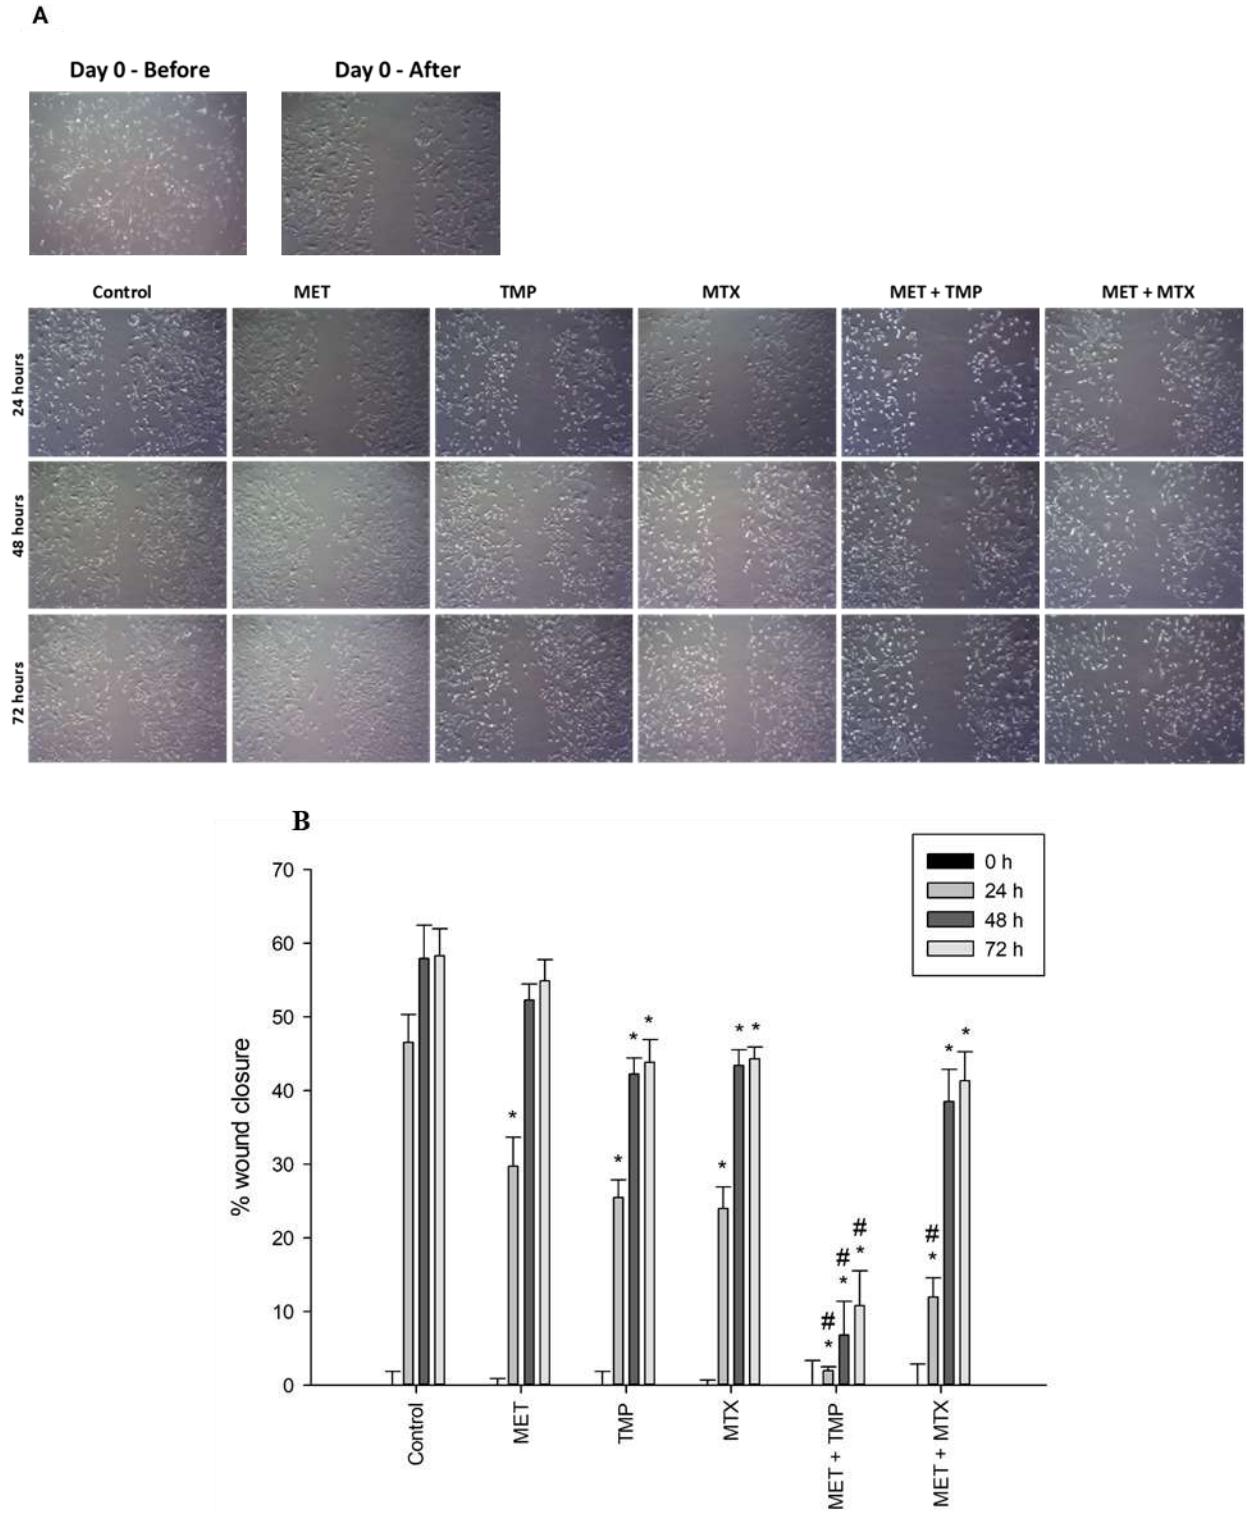 A
Day 0 - Before
Day 0 - After
Control
MET
TMP
MTX
MET + TMP
MET + MTX
24 hours
48 hours
72 hours
B
0 h
24 h
48 h
72 h
% wound closure
70
60
50
40
30
20
10
0
*
*
*
*
*
*
*
#
*
#
*
#
*
#
*
*
*
Control
MET
TMP
MTX
MET + TMP
MET + MTX